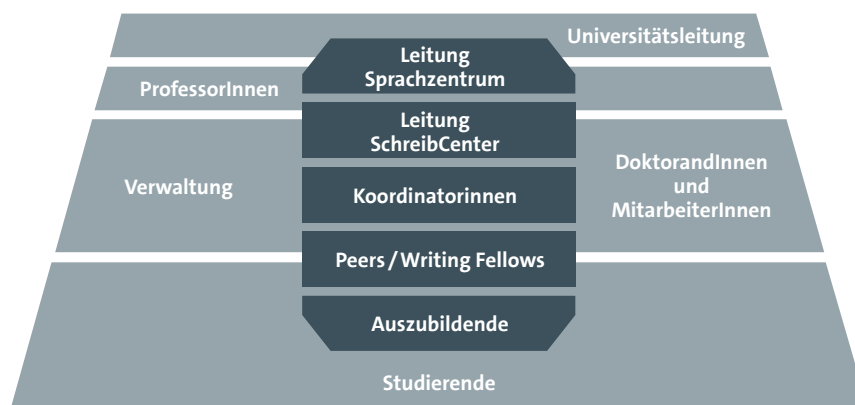 Universitätsleitung
Leitung
Sprachzentrum
ProfessorInnen
Leitung
SchreibCenter
Verwaltung
Koordinatorinnen
DoktorandInnen
und
MitarbeiterInnen
Peers / Writing Fellows
Auszubildende
Studierende